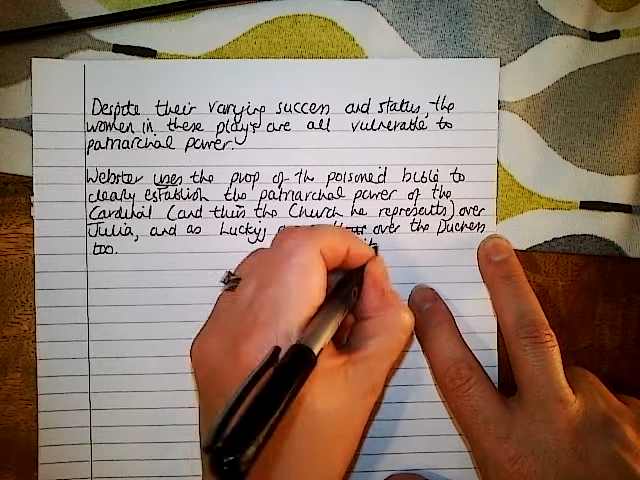 Despite their varying success and status, the
women in these plays are all vulnerable to
patriarchal power.
Webster uses the prop of the poisoned bible to
clearly establish the patriarchal power of the
Cardinal (and thus the Church he represents) over
Julia, and as Lucky, over the Duchess
too.